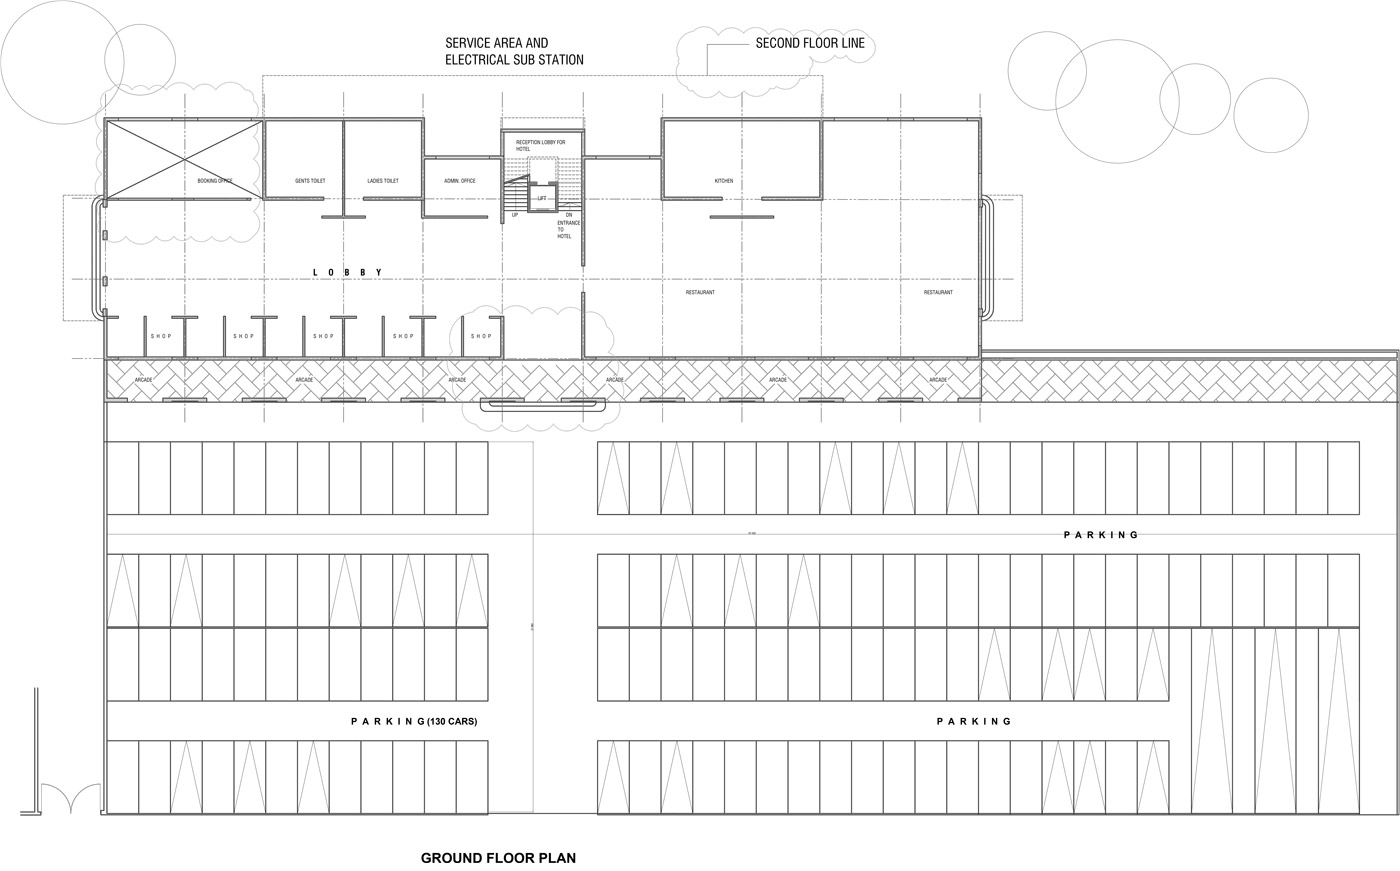 SERVICE AREA AND
ELECTRICAL SUB STATION
SECOND FLOOR LINE
RECEPTION LOBBY FOR
HOTEL
BOOKING OFFICE
GENTS TOILET
LADIES TOILET
ADMIN. OFFICE
KITCHEN
LIFT
UP
DN
ENTRANCE
TO
HOTEL
LOBBY
RESTAURANT
RESTAURANT
SHOP
SHOP
SHOP
SHOP
SHOP
ARCADE
ARCADE
ARCADE
ARCADE
ARCADE
ARCADE
PARKING
PARKING (130 CARS)
PARKING
GROUND FLOOR PLAN